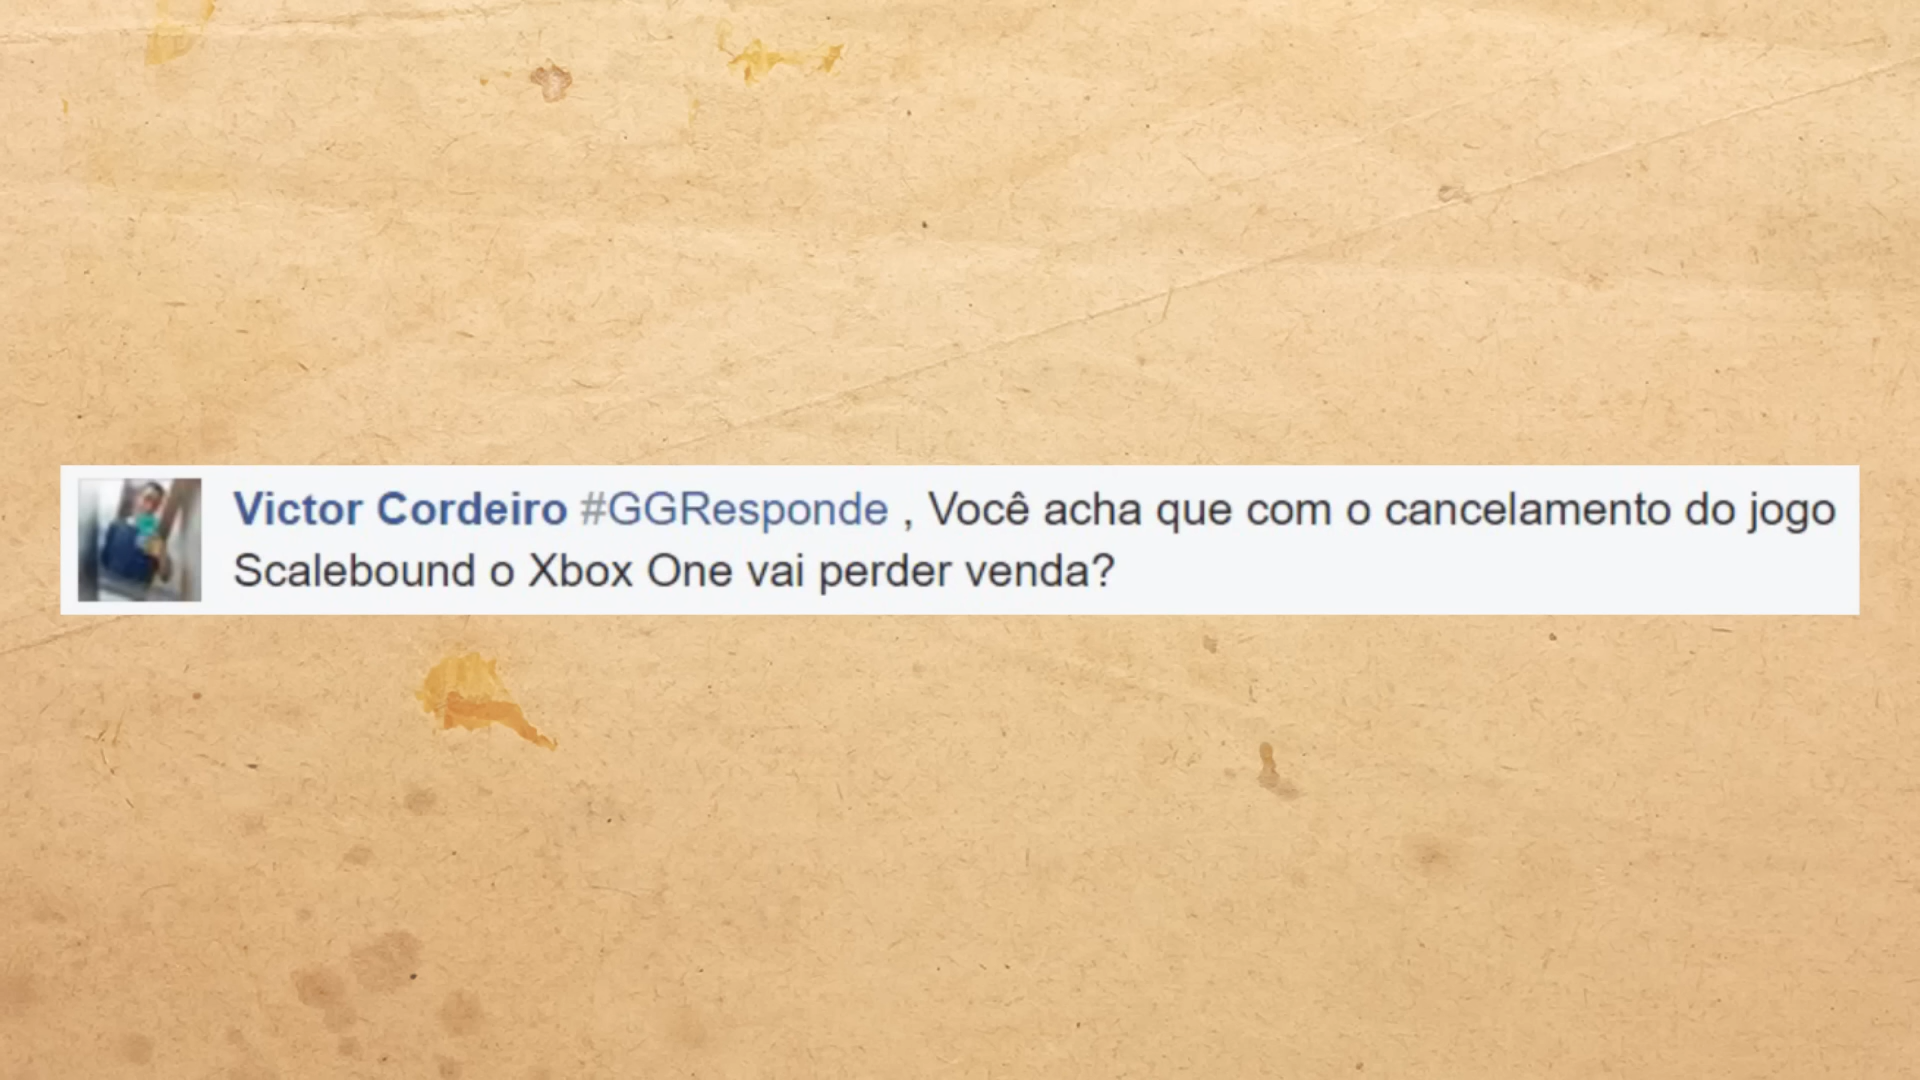 Victor Cordeiro #GGResponde , Você acha que com o cancelamento do jogo
Scalebound o Xbox One vai perder venda?